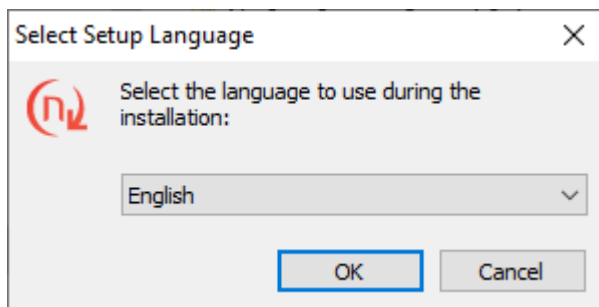 Select Setup Language
Select the language to use during the
installation:
English
OK
Cancel